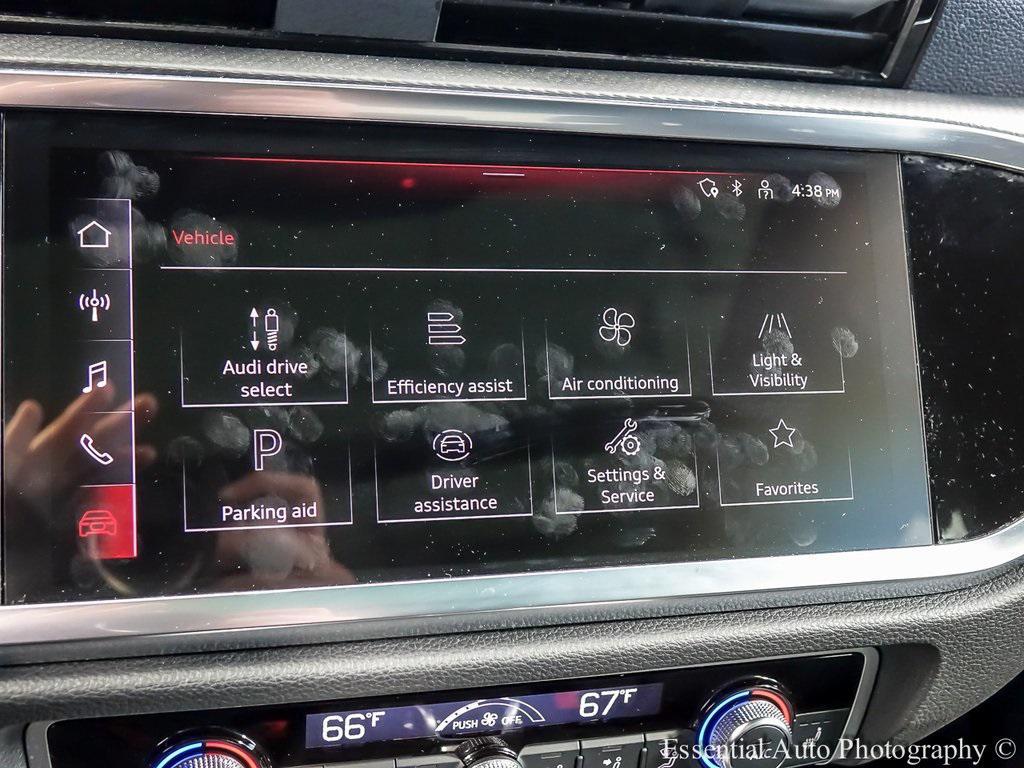 4:38 PM
Vehicle
Audi drive
select
Efficiency assist
Air conditioning
Light &
Visibility
P
Parking aid
Driver
assistance
Settings &
Service
Favorites
66°F
PUSH OFF
67°F
Essential Auto Photography ©